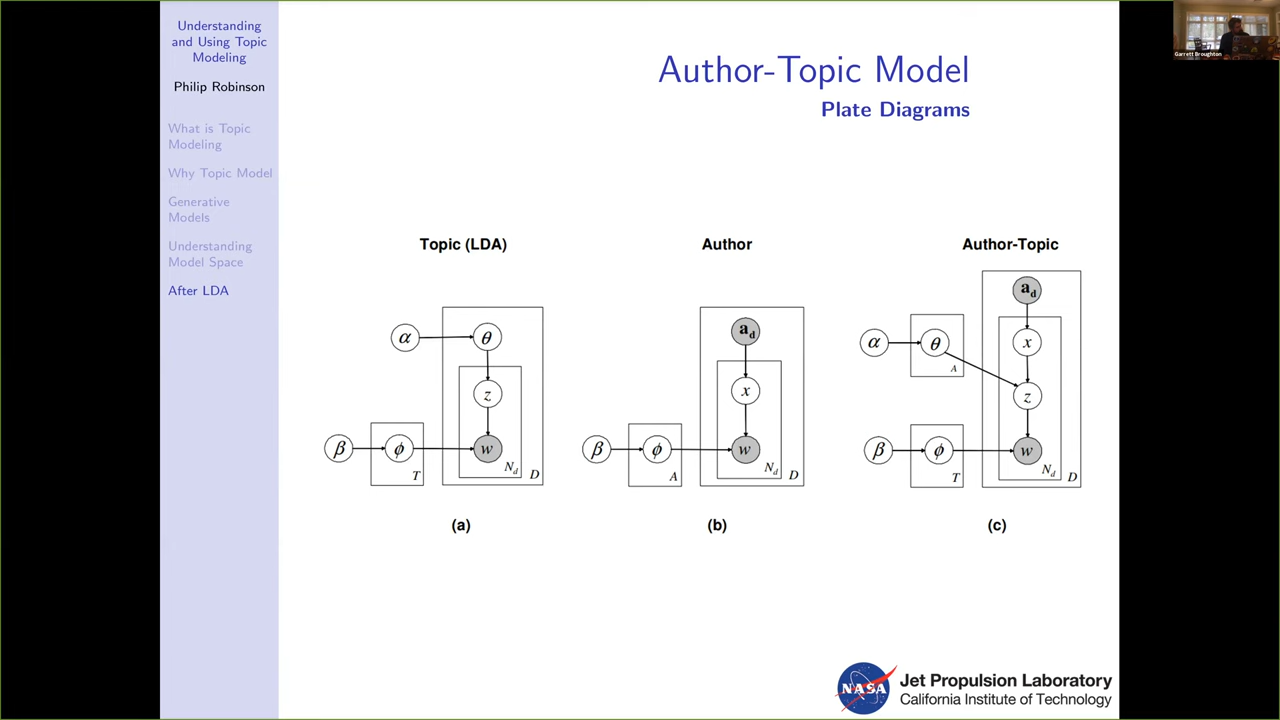 Understanding
and Using Topic
Modeling
Philip Robinson
What is Topic
Modeling
Why Topic Model
Generative
Models
Understanding
Model Space
After LDA
Author-Topic Model
Plate Diagrams
Garrett Broughton
Topic (LDA)
α
θ
z
β
ϕ
w
T
N_d
D
(a)
Author
a_d
x
β
ϕ
w
A
N_d
D
(b)
Author-Topic
a_d
α
θ
x
A
z
β
ϕ
w
T
N_d
D
(c)
NASA
Jet Propulsion Laboratory
California Institute of Technology